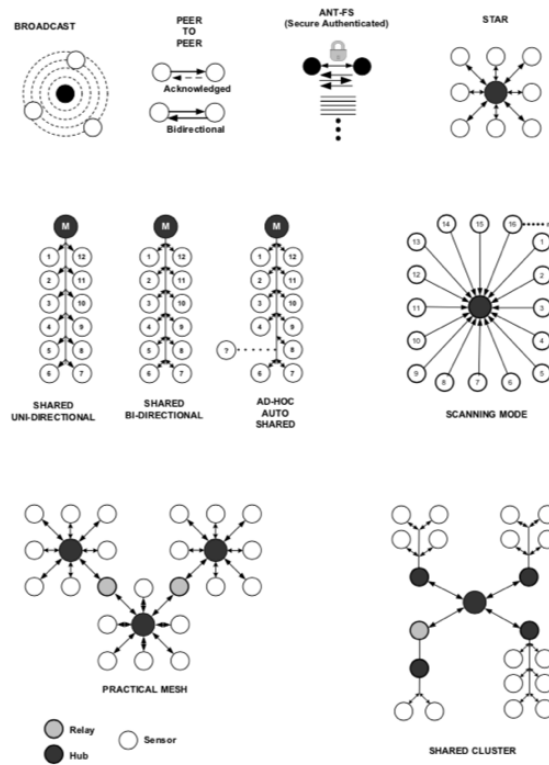 BROADCAST
PEER
TO
PEER
Acknowledged
Bidirectional
ANT-FS
(Secure Authenticated)
STAR
M
1 12
2 11
3 10
4 9
5 8
6 7
SHARED
UNI-DIRECTIONAL
M
1 12
2 11
3 10
4 9
5 8
6 7
SHARED
BI-DIRECTIONAL
M
1 12
2 11
3 10
4 9
8
6 7
AD-HOC
AUTO
SHARED
14 15 16
13 1
12 2
11 3
10 4
9 5
8 7 6
SCANNING MODE
PRACTICAL MESH
Relay
Hub
Sensor
SHARED CLUSTER